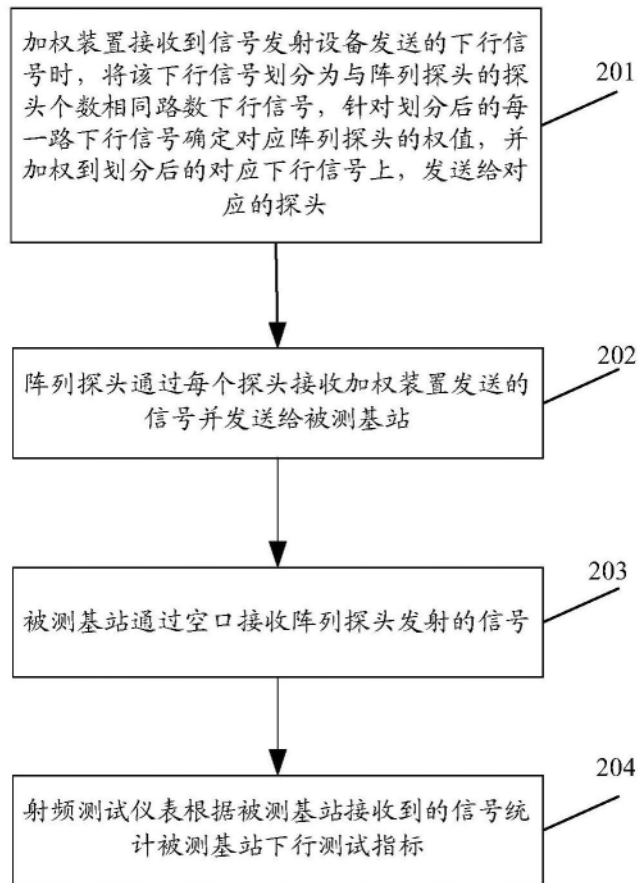 加权装置接收到信号发射设备发送的下行信
号时，将该下行信号划分为与阵列探头的探
头个数相同路数下行信号，针对划分后的每
一路下行信号确定对应阵列探头的权值，并
加权到划分后的对应下行信号上，发送给对
应的探头
201
阵列探头通过每个探头接收加权装置发送的
信号并发送给被测基站
202
被测基站通过空口接收阵列探头发射的信号
203
射频测试仪表根据被测基站接收到的信号统
计被测基站下行测试指标
204